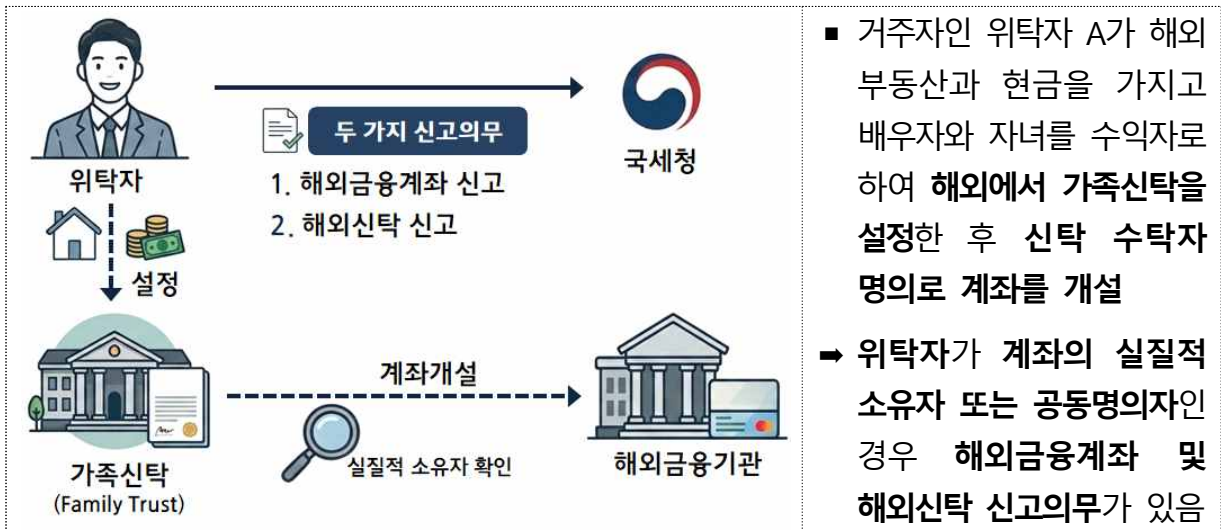 두 가지 신고의무
위탁자
1. 해외금융계좌 신고
국세청
2. 해외신탁 신고
설정
계좌개설
실질적 소유자 확인
가족신탁
(Family Trust)
해외금융기관
▪ 거주자인 위탁자 A가 해외
부동산과 현금을 가지고
배우자와 자녀를 수익자로
하여 해외에서 가족신탁을
설정한 후 신탁 수탁자
명의로 계좌를 개설
➡ 위탁자가 계좌의 실질적
소유자 또는 공동명의자인
경우 해외금융계좌 및
해외신탁 신고의무가 있음